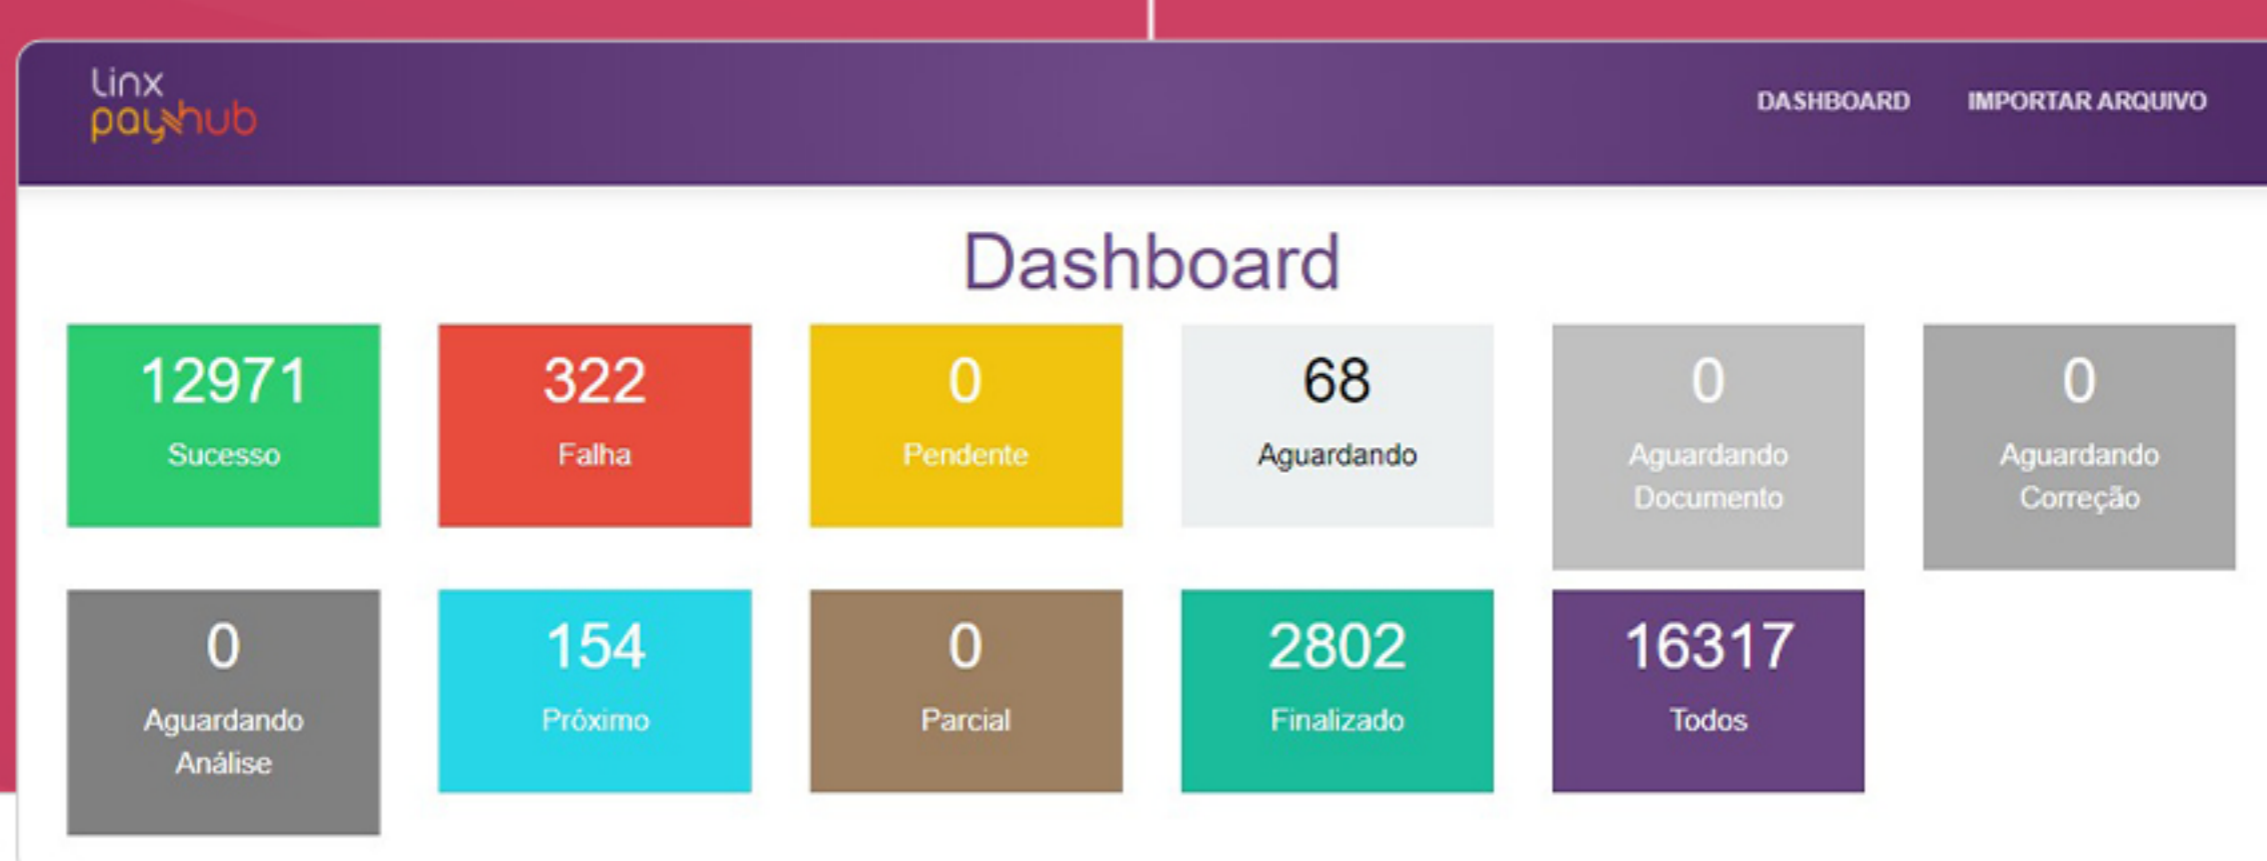 Linx
payhub
DASHBOARD
IMPORTAR ARQUIVO
Dashboard
12971
Sucesso
322
Falha
0
Pendente
68
Aguardando
0
Aguardando
Documento
0
Aguardando
Correção
0
Aguardando
Análise
154
Próximo
0
Parcial
2802
Finalizado
16317
Todos